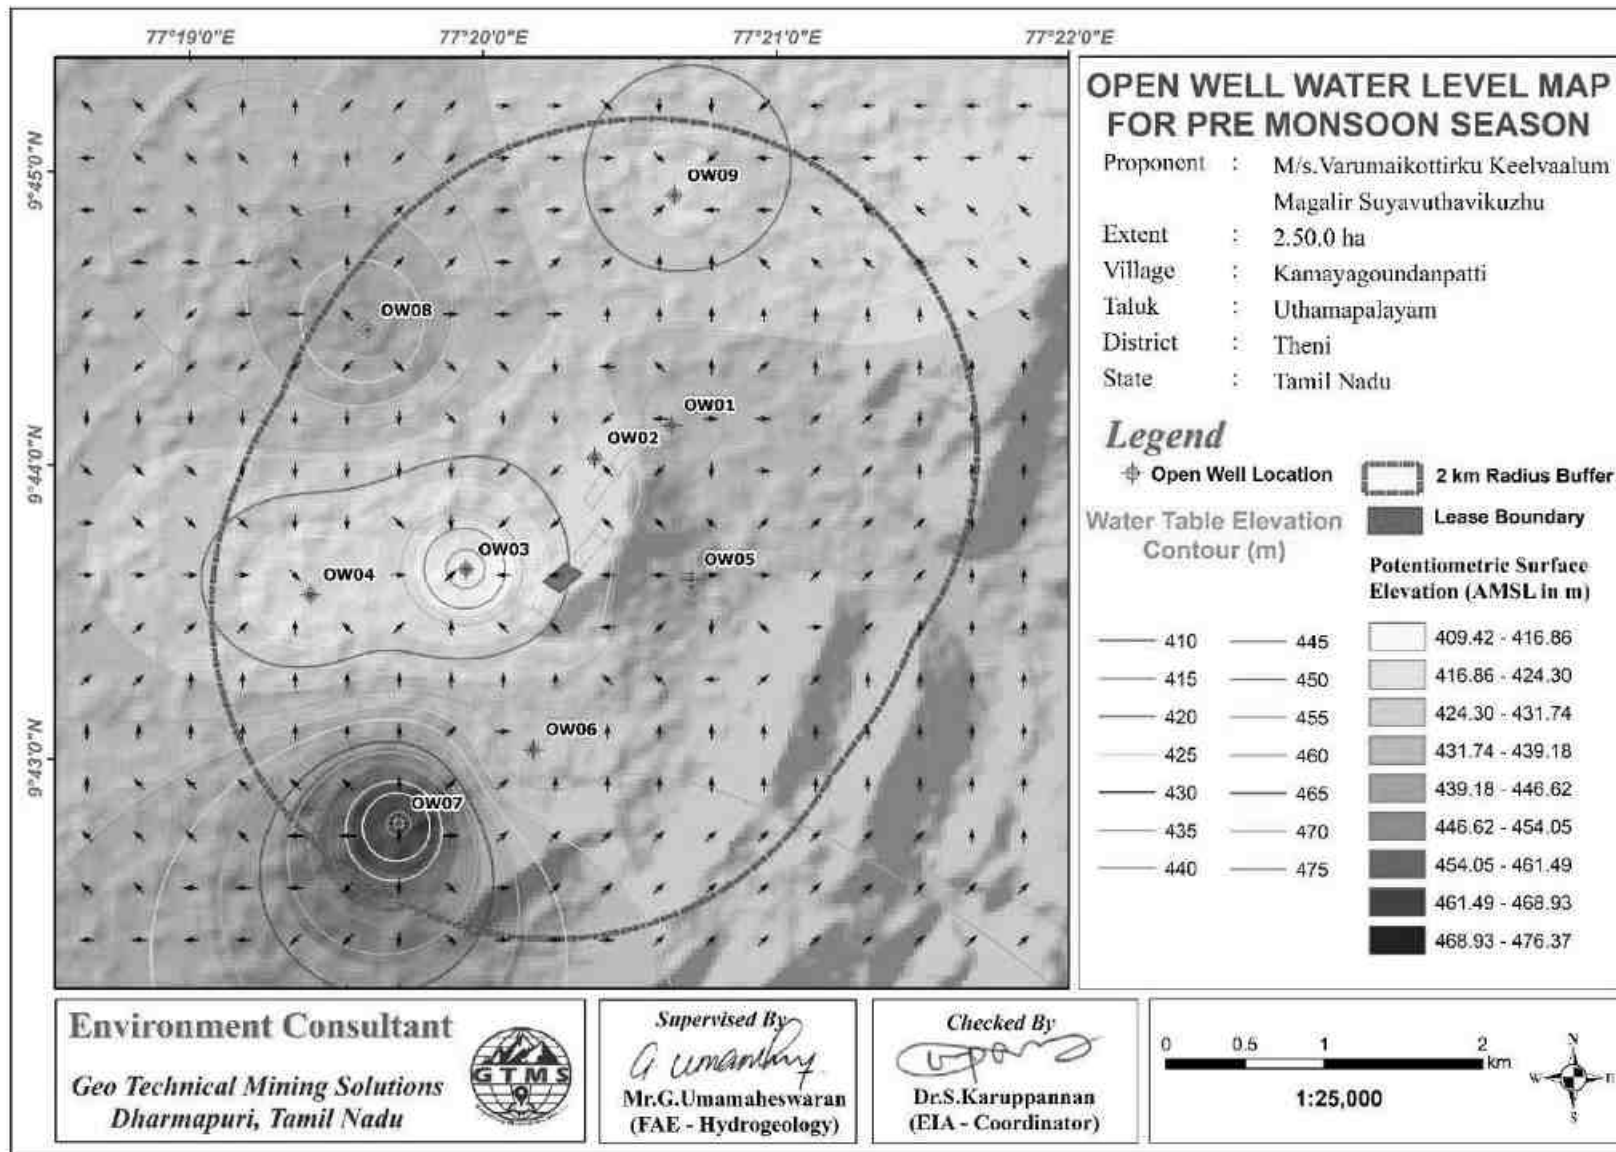 77°19'0"E 77°20'0"E 77°21'0"E 77°22'0"E
9°45'0"N
9°44'0"N
9°43'0"N
OW09
OW08
OW01
OW02
OW03
OW04
OW05
OW06
OW07
OPEN WELL WATER LEVEL MAP
FOR PRE MONSOON SEASON
Proponent : M/s.Varumaikottirku Keelvaalum
Magalir Suyavuthavikuzhu
Extent : 2.50.0 ha
Village : Kamayagoundanpatti
Taluk : Uthamapalayam
District : Theni
State : Tamil Nadu
Legend
Open Well Location
2 km Radius Buffer
Lease Boundary
Water Table Elevation
Contour (m)
410 445
415 450
420 455
425 460
430 465
435 470
440 475
Potentiometric Surface
Elevation (AMSL in m)
409.42 - 416.86
416.86 - 424.30
424.30 - 431.74
431.74 - 439.18
439.18 - 446.62
446.62 - 454.05
454.05 - 461.49
461.49 - 468.93
468.93 - 476.37
Environment Consultant
Geo Technical Mining Solutions
Dharmapuri, Tamil Nadu
GTMS
Supervised By
Mr.G.Umamaheswaran
(FAE - Hydrogeology)
Checked By
Dr.S.Karuppannan
(EIA - Coordinator)
0 0.5 1 2
km
1:25,000
N
W E
S